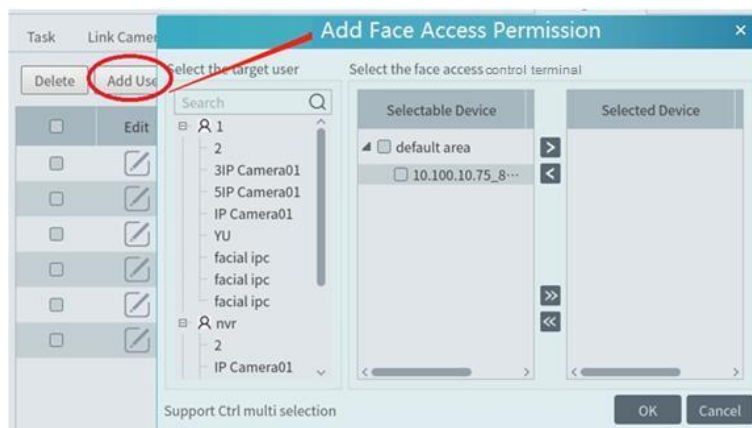 Task Link Camer
Add Face Access Permission
Delete
Add Use
Select the target user
Select the face access control terminal
Search
Edit
1
2
3IP Camera01
5IP Camera01
IP Camera01
YU
facial ipc
facial ipc
facial ipc
nvr
2
IP Camera01
Selectable Device
default area
10.100.10.75_8···
Selected Device
Support Ctrl multi selection
OK
Cancel